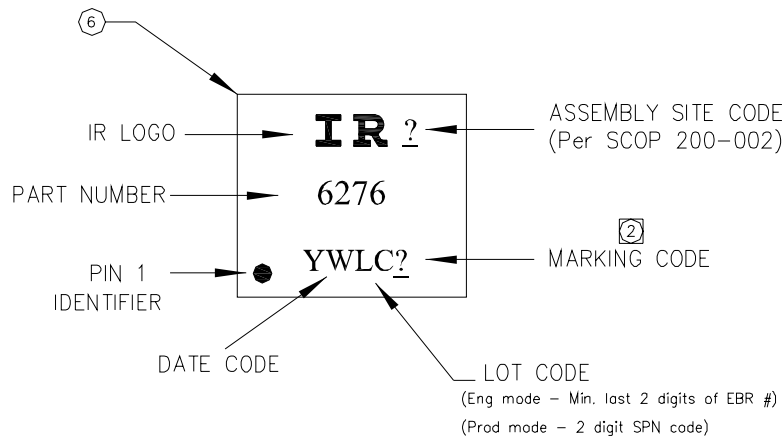 6
IR LOGO
IR ?
ASSEMBLY SITE CODE
(Per SCOP 200-002)
PART NUMBER
6276
2
MARKING CODE
YWLC?
PIN 1
IDENTIFIER
DATE CODE
LOT CODE
(Eng mode - Min. last 2 digits of EBR #)
(Prod mode - 2 digit SPN code)